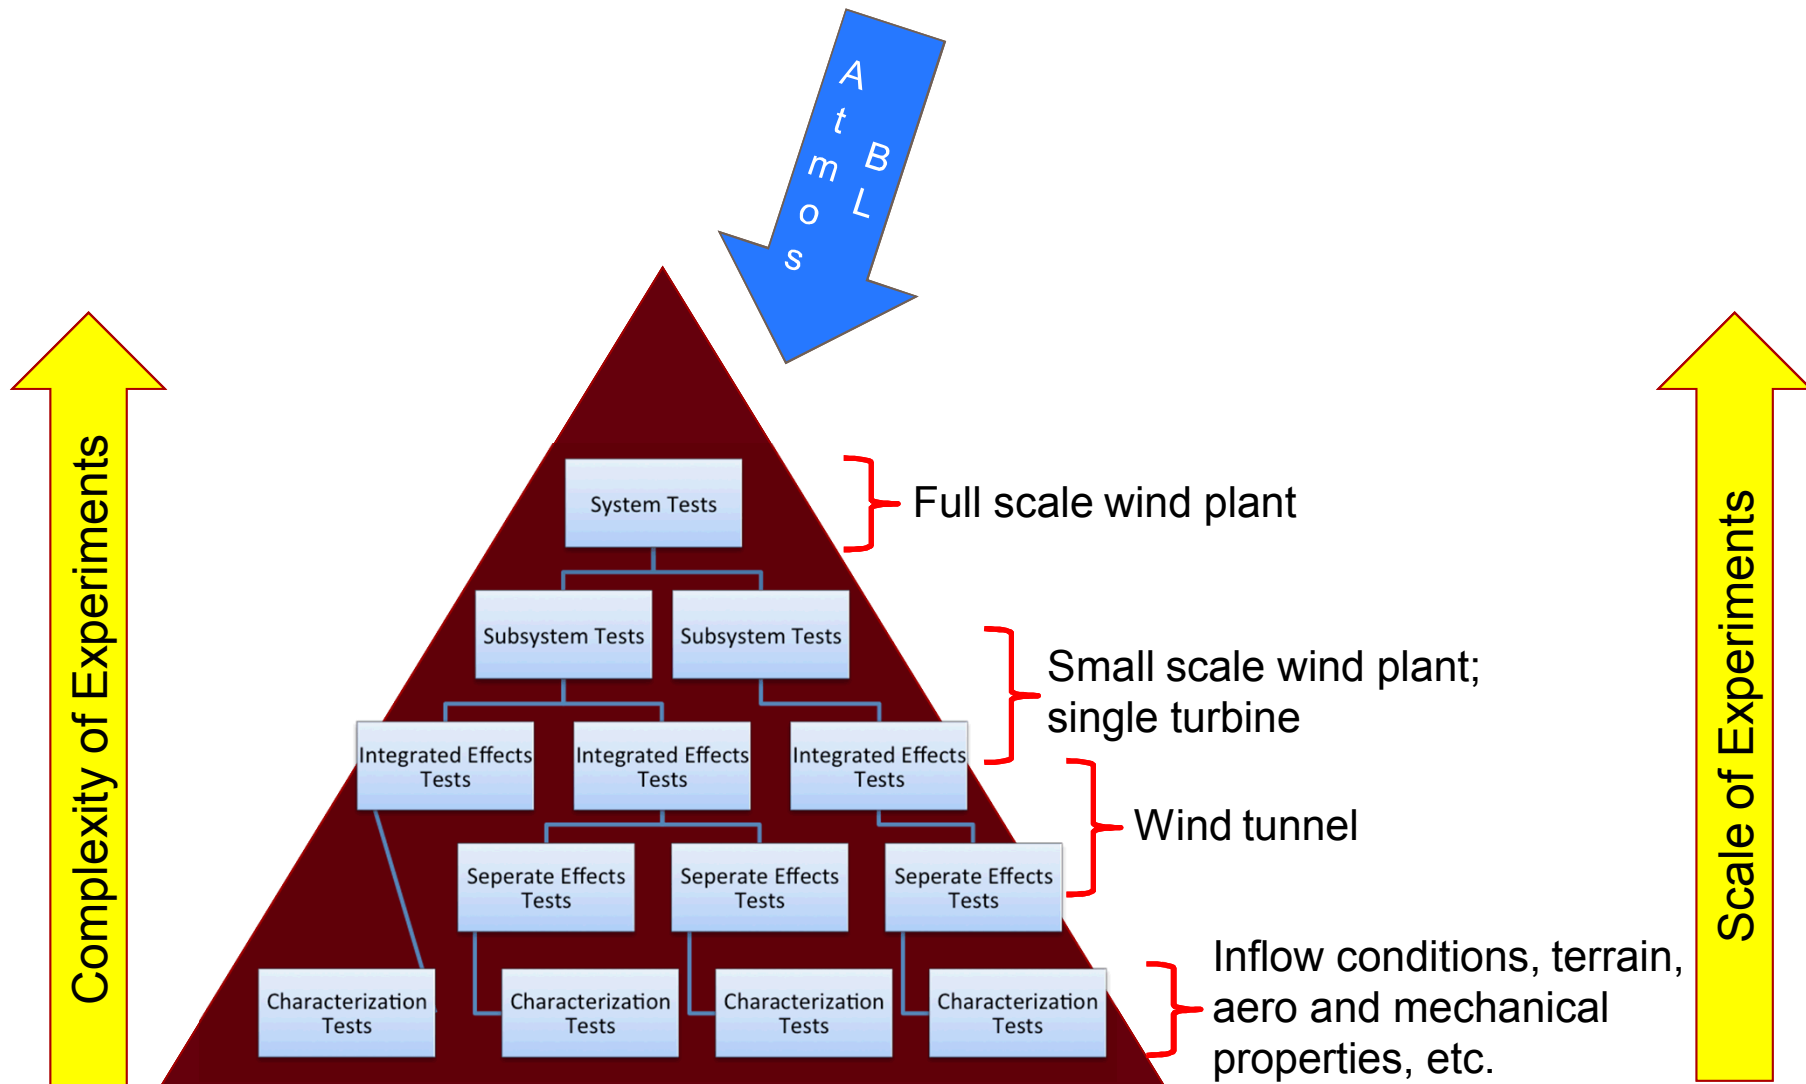 Atmos
BL
Complexity of Experiments
Scale of Experiments
System Tests
Full scale wind plant
Subsystem Tests
Subsystem Tests
Small scale wind plant;
single turbine
Integrated Effects
Tests
Integrated Effects
Tests
Integrated Effects
Tests
Wind tunnel
Seperate Effects
Tests
Seperate Effects
Tests
Seperate Effects
Tests
Characterization
Tests
Characterization
Tests
Characterization
Tests
Characterization
Tests
Inflow conditions, terrain,
aero and mechanical
properties, etc.